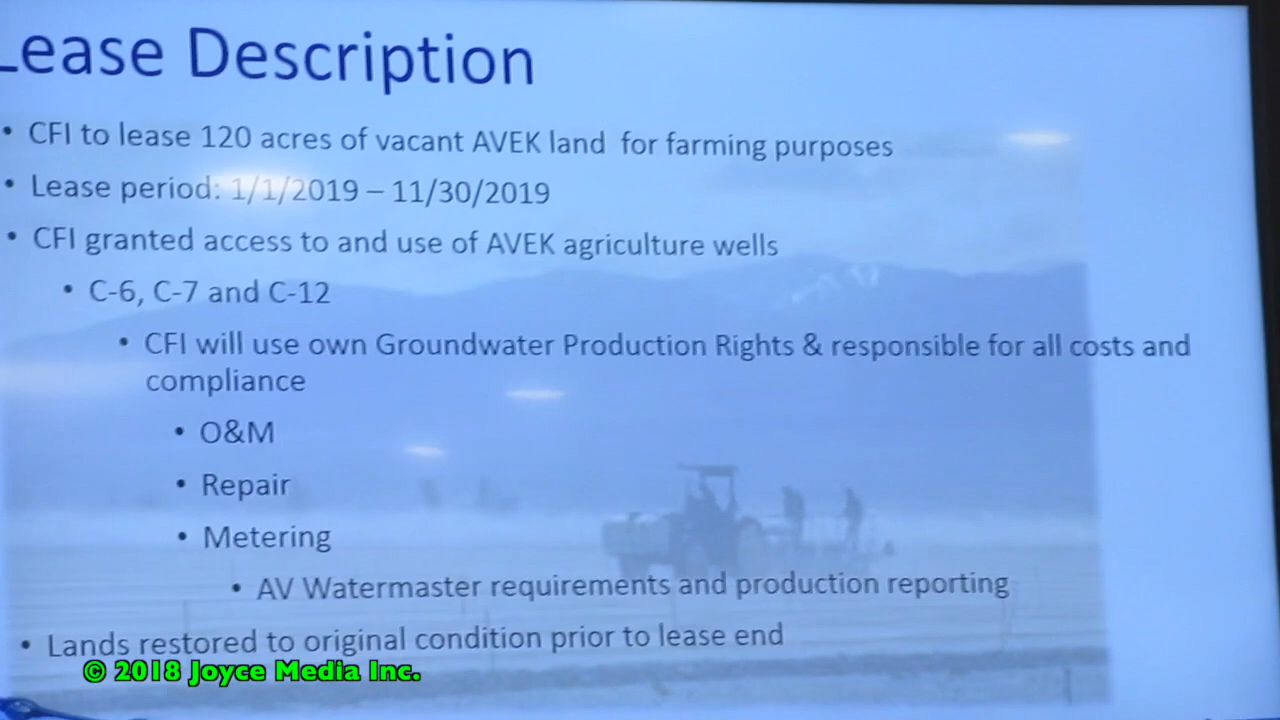 Lease Description
• CFI to lease 120 acres of vacant AVEK land for farming purposes
• Lease period: 1/1/2019 – 11/30/2019
• CFI granted access to and use of AVEK agriculture wells
• C-6, C-7 and C-12
• CFI will use own Groundwater Production Rights & responsible for all costs and
compliance
• O&M
• Repair
• Metering
• AV Watermaster requirements and production reporting
• Lands restored to original condition prior to lease end
© 2018 Joyce Media Inc.